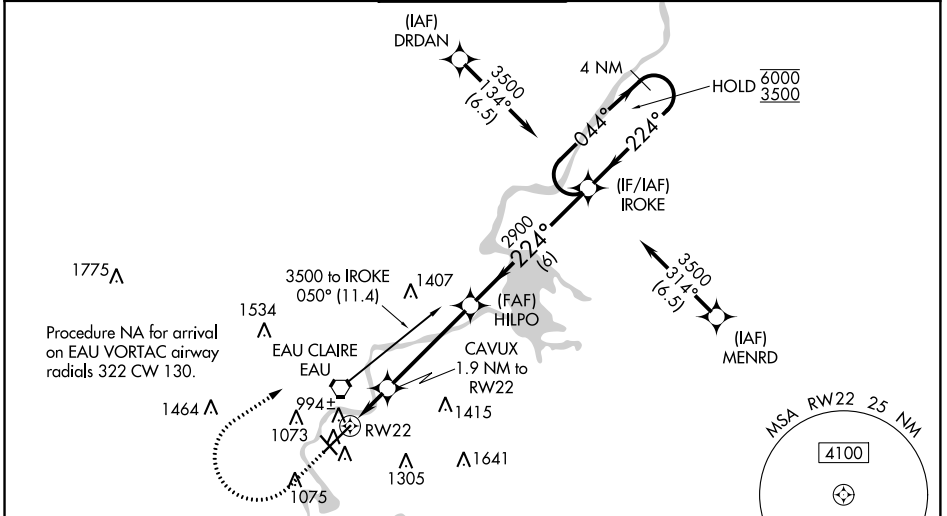 (IAF)
DRDAN
3500
134°
(6.5)
4 NM
HOLD 6000
3500
044°
224°
(IF/IAF)
IROKE
2900
224°
(6)
1775
3500 to IROKE
050° (11.4)
1407
(FAF)
HILPO
3500
314°
(6.5)
(IAF)
MENRD
1534
Procedure NA for arrival
on EAU VORTAC airway
radials 322 CW 130.
EAU CLAIRE
EAU
CAVUX
1.9 NM to
RW22
1464
994±
1073
RW22
1415
1305
1641
1075
MSA RW22 25 NM
4100